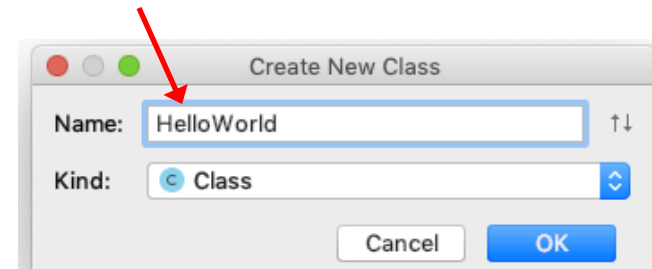 Create New Class
Name: HelloWorld ↑↓
Kind: C Class
Cancel OK